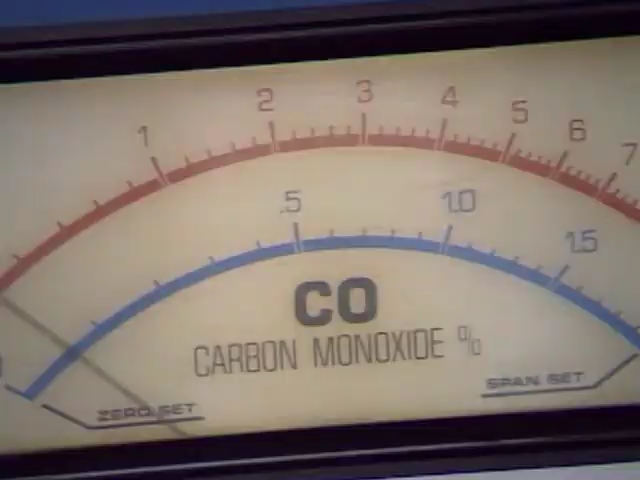 1 2 3 4 5 6 7
.5 1.0 1.5
CO
CARBON MONOXIDE %
ZERO SET
SPAN SET